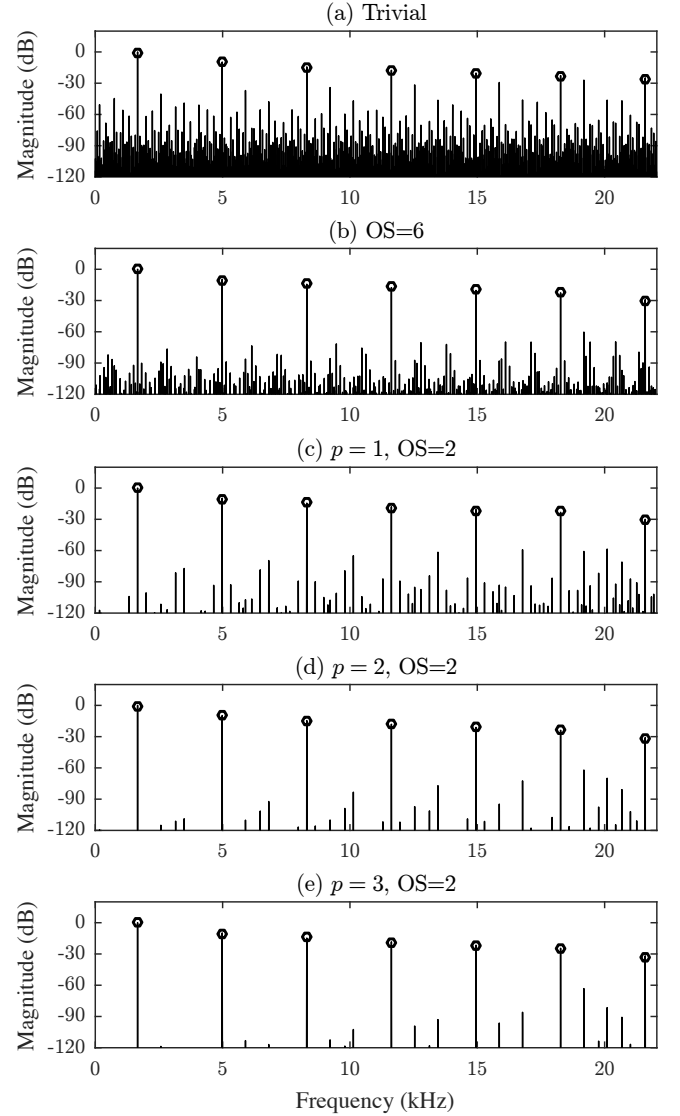 (a) Trivial
Magnitude (dB)
0
-30
-60
-90
-120
0 5 10 15 20
(b) OS=6
Magnitude (dB)
0
-30
-60
-90
-120
0 5 10 15 20
(c) p = 1, OS=2
Magnitude (dB)
0
-30
-60
-90
-120
0 5 10 15 20
(d) p = 2, OS=2
Magnitude (dB)
0
-30
-60
-90
-120
0 5 10 15 20
(e) p = 3, OS=2
Magnitude (dB)
0
-30
-60
-90
-120
0 5 10 15 20
Frequency (kHz)